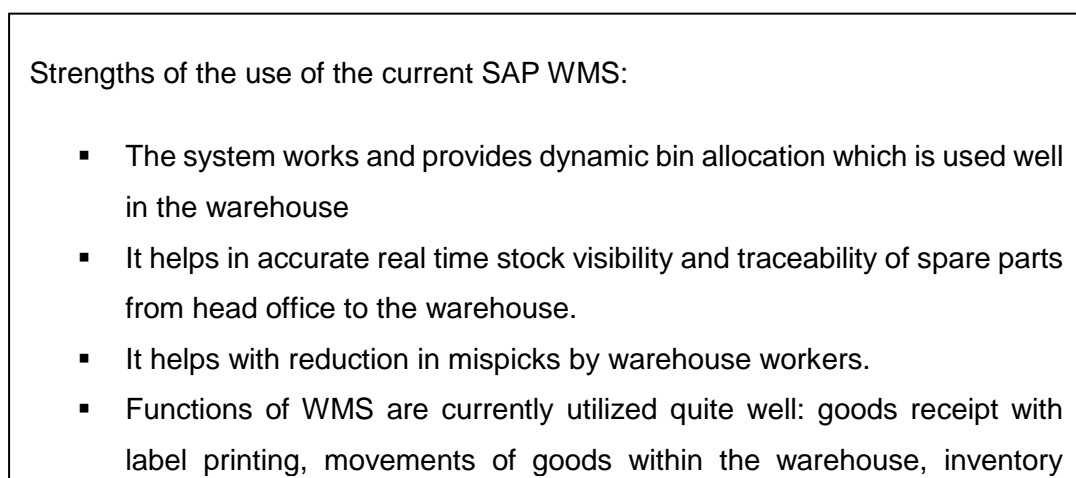 Strengths of the use of the current SAP WMS:
▪ The system works and provides dynamic bin allocation which is used well
in the warehouse
▪ It helps in accurate real time stock visibility and traceability of spare parts
from head office to the warehouse.
▪ It helps with reduction in mispicks by warehouse workers.
▪ Functions of WMS are currently utilized quite well: goods receipt with
label printing, movements of goods within the warehouse, inventory